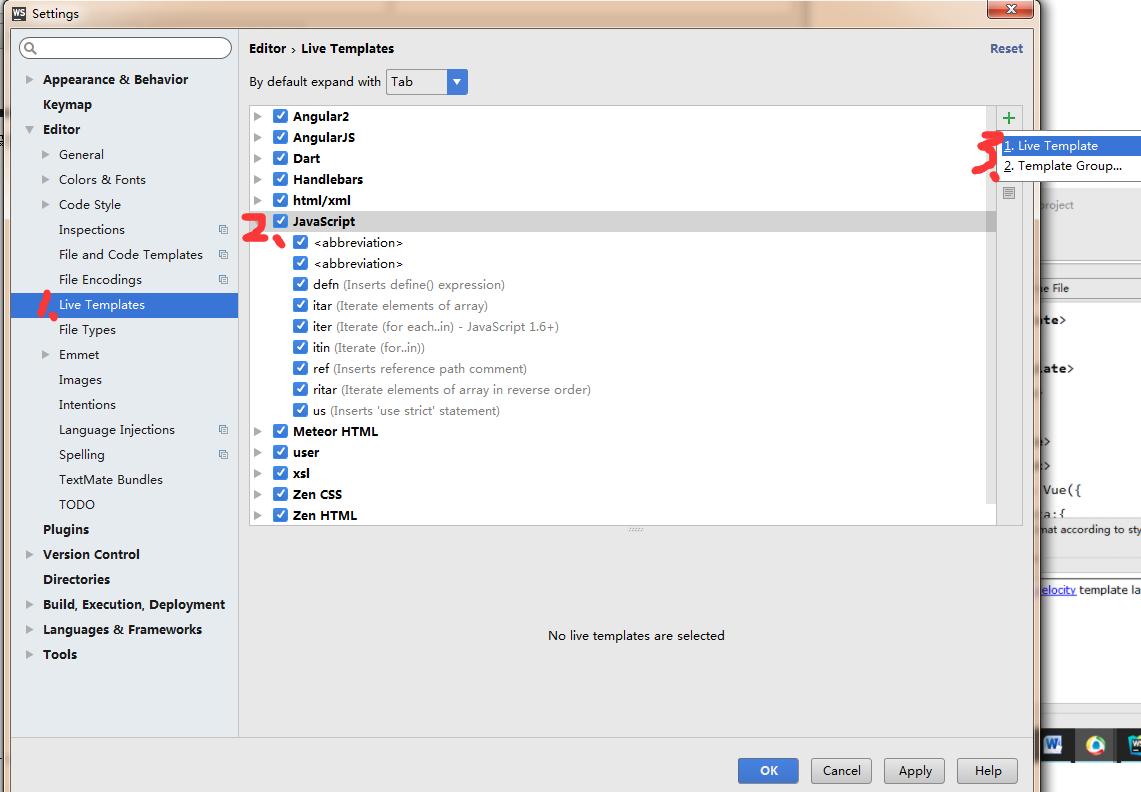 WS Settings
Editor › Live Templates
Reset
By default expand with Tab
Appearance & Behavior
Keymap
Editor
General
Colors & Fonts
Code Style
Inspections
File and Code Templates
File Encodings
1. Live Templates
File Types
Emmet
Images
Intentions
Language Injections
Spelling
TextMate Bundles
TODO
Plugins
Version Control
Directories
Build, Execution, Deployment
Languages & Frameworks
Tools
Angular2
AngularJS
Dart
Handlebars
html/xml
2. JavaScript
<abbreviation>
<abbreviation>
defn (Inserts define() expression)
itar (Iterate elements of array)
iter (Iterate (for each..in) - JavaScript 1.6+)
itin (Iterate (for..in))
ref (Inserts reference path comment)
ritar (Iterate elements of array in reverse order)
us (Inserts 'use strict' statement)
Meteor HTML
user
xsl
Zen CSS
Zen HTML
3.
1. Live Template
2. Template Group...
No live templates are selected
OK
Cancel
Apply
Help
project
e File
ate>
late>
>
>
Vue({
a:{
mat according to sty
elocity template la
W
WS